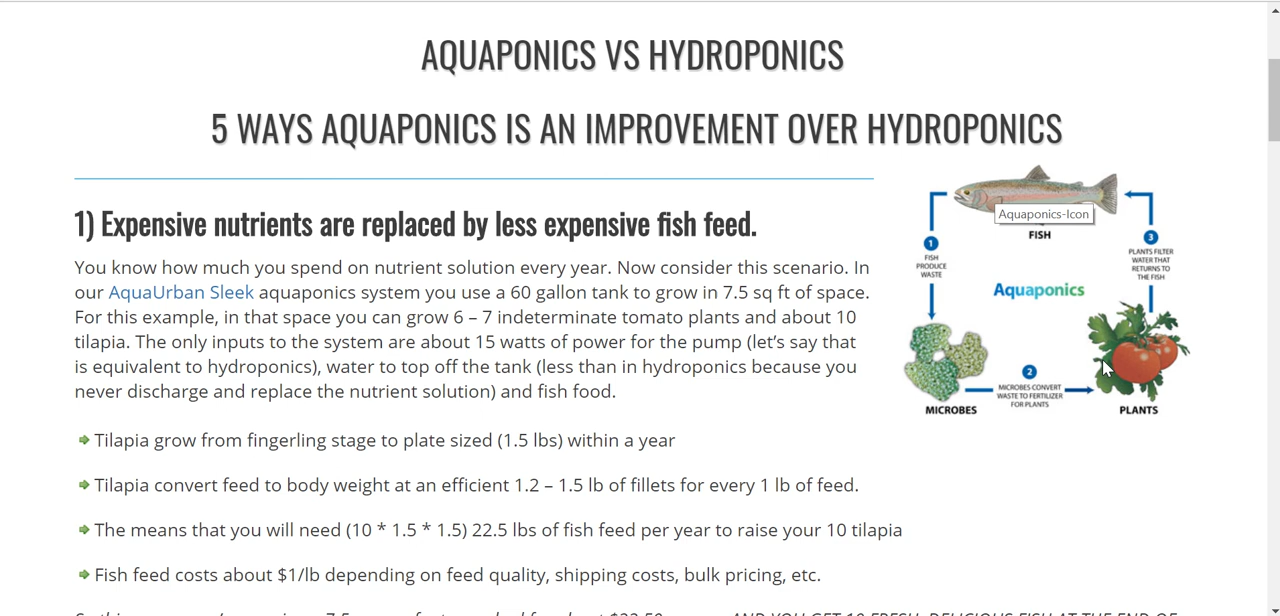 AQUAPONICS VS HYDROPONICS
5 WAYS AQUAPONICS IS AN IMPROVEMENT OVER HYDROPONICS
1) Expensive nutrients are replaced by less expensive fish feed.
You know how much you spend on nutrient solution every year. Now consider this scenario. In
our AquaUrban Sleek aquaponics system you use a 60 gallon tank to grow in 7.5 sq ft of space.
For this example, in that space you can grow 6 – 7 indeterminate tomato plants and about 10
tilapia. The only inputs to the system are about 15 watts of power for the pump (let's say that
is equivalent to hydroponics), water to top off the tank (less than in hydroponics because you
never discharge and replace the nutrient solution) and fish food.
Tilapia grow from fingerling stage to plate sized (1.5 lbs) within a year
Tilapia convert feed to body weight at an efficient 1.2 – 1.5 lb of fillets for every 1 lb of feed.
The means that you will need (10 * 1.5 * 1.5) 22.5 lbs of fish feed per year to raise your 10 tilapia
Fish feed costs about $1/lb depending on feed quality, shipping costs, bulk pricing, etc.
Aquaponics-Icon
FISH
1
FISH
PRODUCE
WASTE
3
PLANTS FILTER
WATER THAT
RETURNS TO
THE FISH
Aquaponics
2
MICROBES CONVERT
WASTE TO FERTILIZER
FOR PLANTS
MICROBES
PLANTS